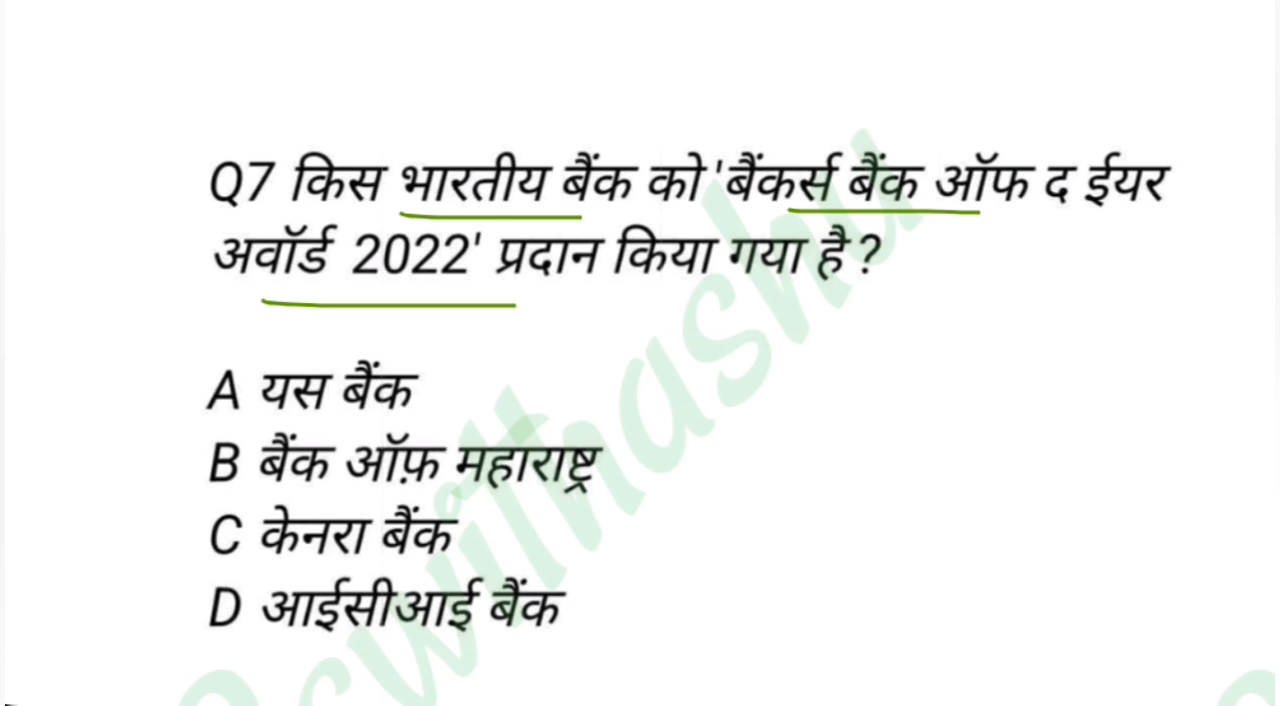 Q7 किस भारतीय बैंक को 'बैंकर्स बैंक ऑफ द ईयर
अवॉर्ड 2022' प्रदान किया गया है?
A यस बैंक
B बैंक ऑफ़ महाराष्ट्र
C केनरा बैंक
D आईसीआई बैंक